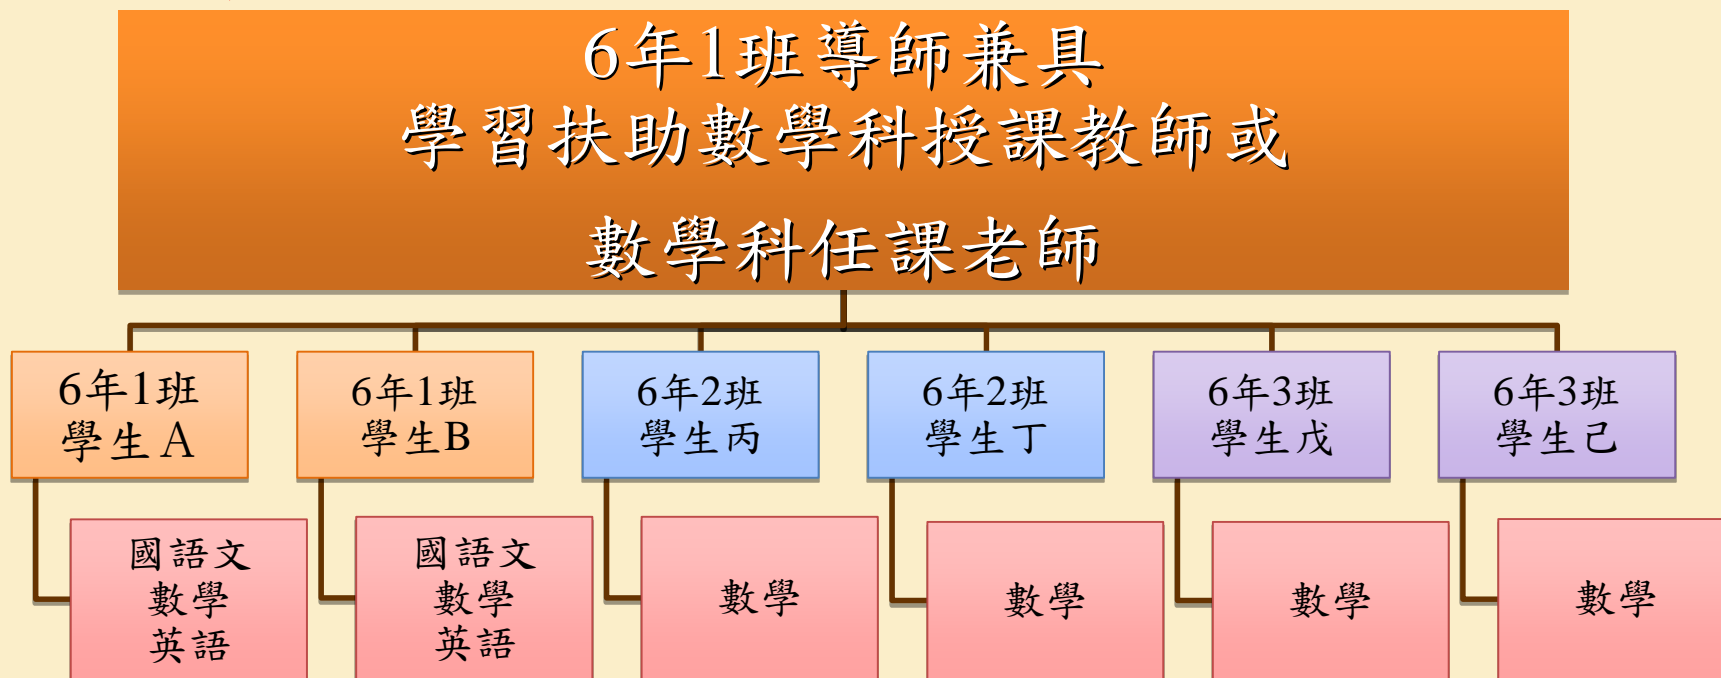 6年1班導師兼具
學習扶助數學科授課教師或
數學科任課老師
6年1班
學生A
6年1班
學生B
6年2班
學生丙
6年2班
學生丁
6年3班
學生戊
6年3班
學生己
國語文
數學
英語
國語文
數學
英語
數學
數學
數學
數學